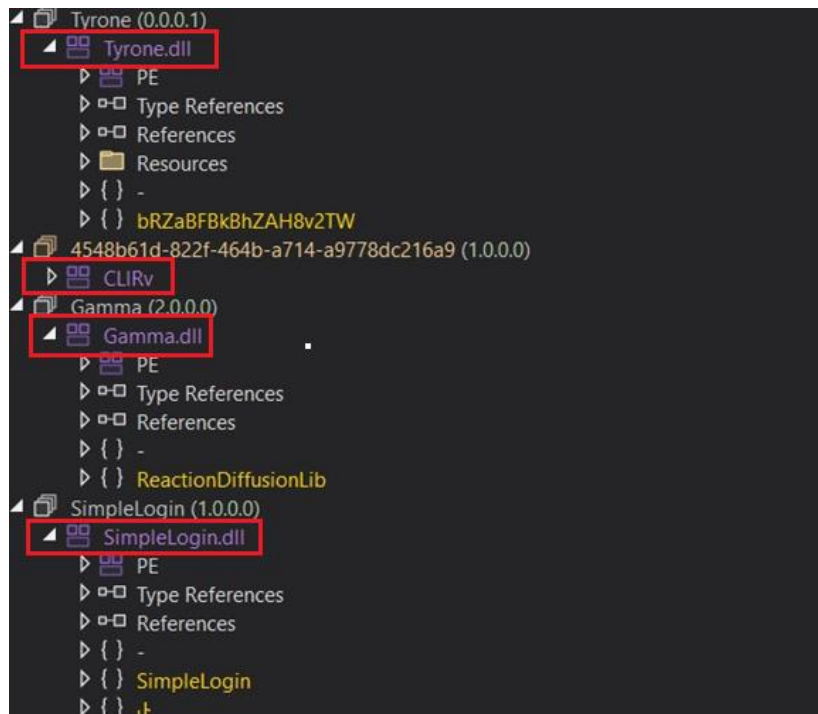 Tyrone (0.0.0.1)
Tyrone.dll
PE
Type References
References
Resources
{ } -
{ } bRZaBFBkBhZAH8v2TW
4548b61d-822f-464b-a714-a9778dc216a9 (1.0.0.0)
CLIRv
Gamma (2.0.0.0)
Gamma.dll
PE
Type References
References
{ } -
{ } ReactionDiffusionLib
SimpleLogin (1.0.0.0)
SimpleLogin.dll
PE
Type References
References
{ } -
{ } SimpleLogin
{ }